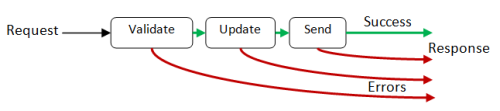 Request
Validate
Update
Send
Success
Response
Errors